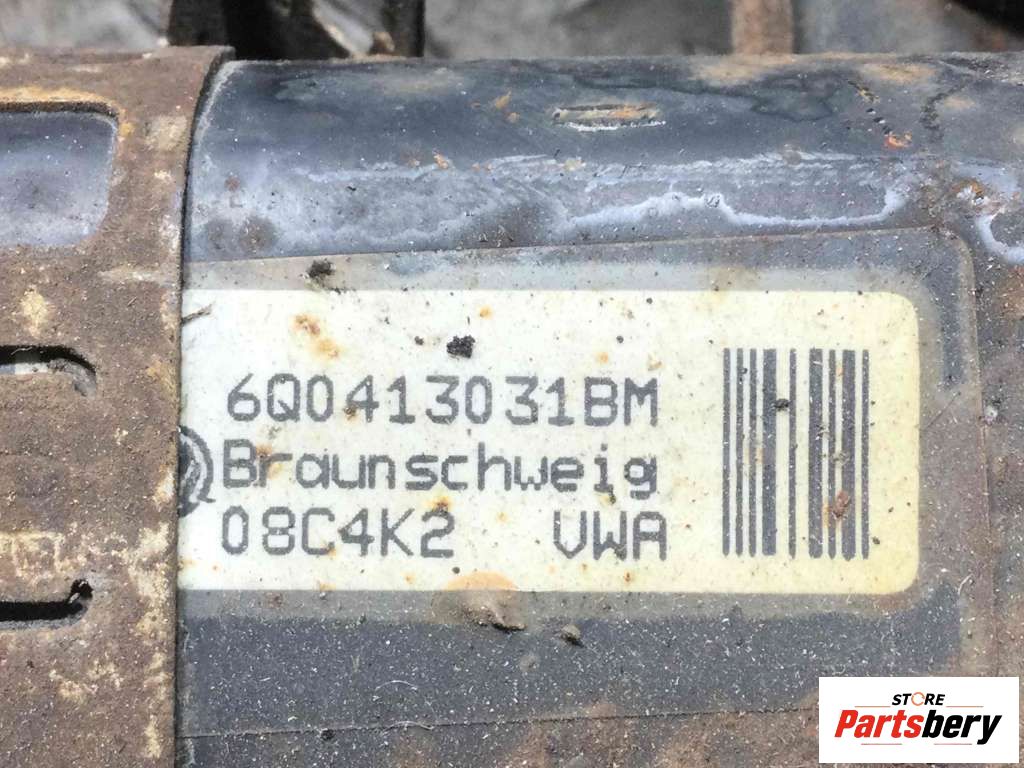 6Q0413031BM
Braunschweig
08C4K2 VWA
STORE
Partsbery